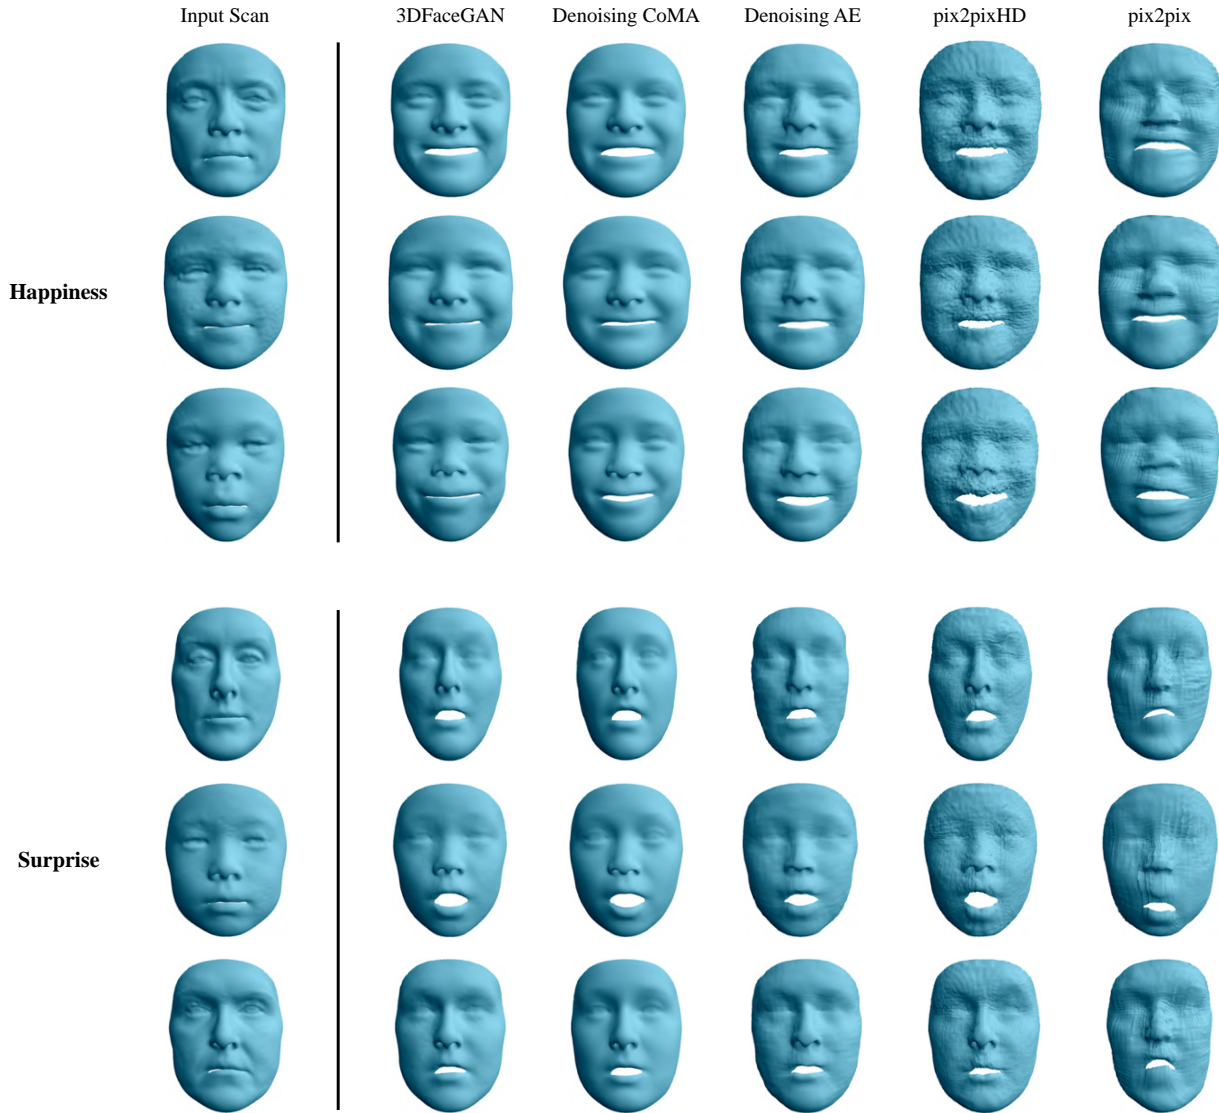 Input Scan 3DFaceGAN Denoising CoMA Denoising AE pix2pixHD pix2pix
Happiness
Surprise